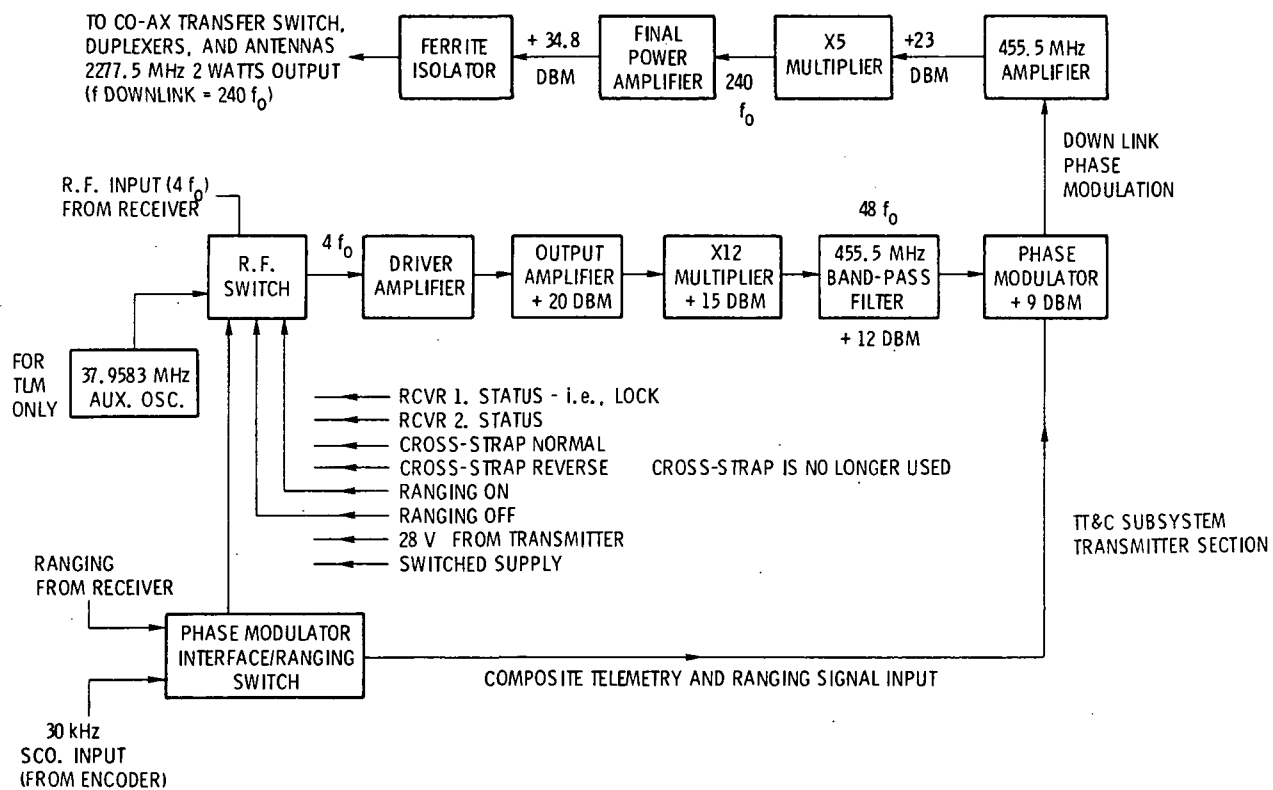 TO CO-AX TRANSFER SWITCH,
DUPLEXERS, AND ANTENNAS
2277.5 MHz 2 WATTS OUTPUT
(f DOWNLINK = 240 f₀)
FERRITE
ISOLATOR
+ 34.8
DBM
FINAL
POWER
AMPLIFIER
240
f₀
X5
MULTIPLIER
+23
DBM
455.5 MHz
AMPLIFIER
DOWN LINK
PHASE
MODULATION
R.F. INPUT (4 f₀)
FROM RECEIVER
R.F.
SWITCH
4 f₀
DRIVER
AMPLIFIER
OUTPUT
AMPLIFIER
+ 20 DBM
X12
MULTIPLIER
+ 15 DBM
48 f₀
455.5 MHz
BAND-PASS
FILTER
+ 12 DBM
PHASE
MODULATOR
+ 9 DBM
FOR
TLM
ONLY
37.9583 MHz
AUX. OSC.
RCVR 1. STATUS - i.e., LOCK
RCVR 2. STATUS
CROSS-STRAP NORMAL
CROSS-STRAP REVERSE CROSS-STRAP IS NO LONGER USED
RANGING ON
RANGING OFF
28 V FROM TRANSMITTER
SWITCHED SUPPLY
TT&C SUBSYSTEM
TRANSMITTER SECTION
RANGING
FROM RECEIVER
PHASE MODULATOR
INTERFACE/RANGING
SWITCH
COMPOSITE TELEMETRY AND RANGING SIGNAL INPUT
30 kHz
SCO. INPUT
(FROM ENCODER)